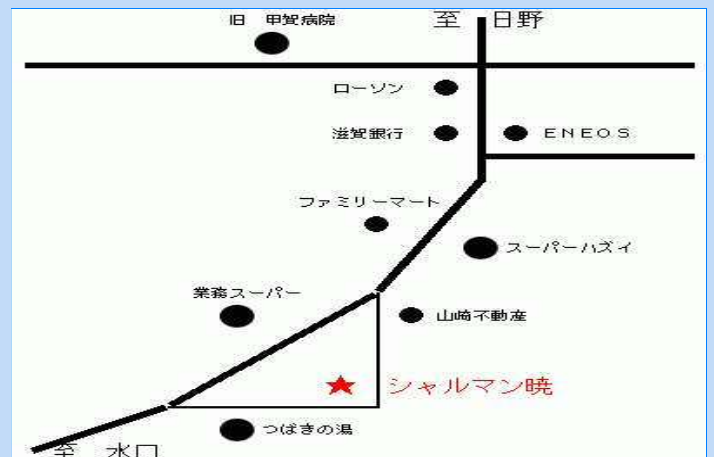 旧 甲賀病院
至 日野
ローソン
滋賀銀行
ENEOS
ファミリーマート
スーパーハズイ
業務スーパー
山崎不動産
シャルマン暁
つばきの湯
至 水口